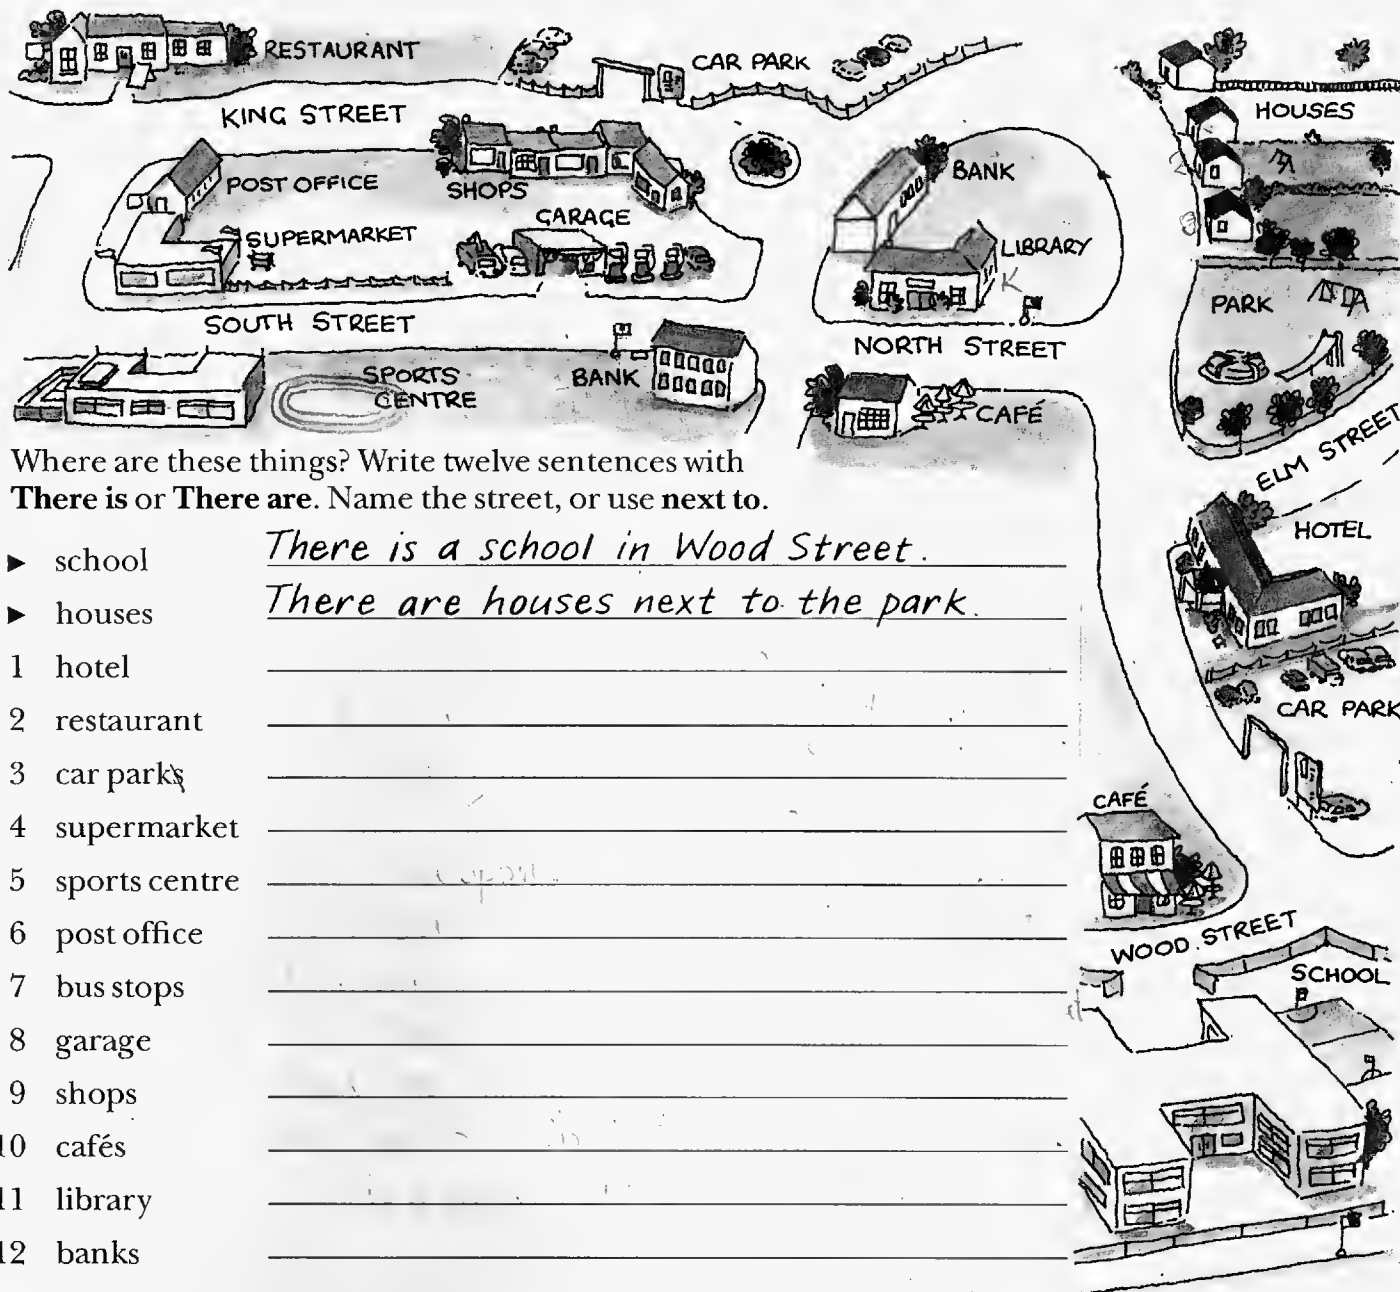 RESTAURANT
CAR PARK
KING STREET
HOUSES
POST OFFICE
SHOPS
BANK
GARAGE
SUPERMARKET
LIBRARY
K
PARK
SOUTH STREET
NORTH STREET
SPORTS
CENTRE
BANK
CAFÉ
ELM STREET
HOTEL
CAR PARK
CAFÉ
WOOD STREET
SCHOOL
Where are these things? Write twelve sentences with
There is or There are. Name the street, or use next to.
► school There is a school in Wood Street.
► houses There are houses next to the park.
1 hotel
2 restaurant
3 car parks
4 supermarket
5 sports centre
6 post office
7 bus stops
8 garage
9 shops
10 cafés
11 library
12 banks